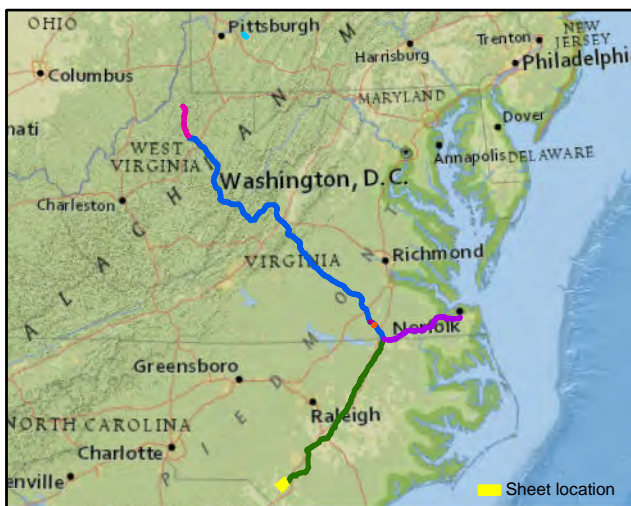 OHIO
Pittsburgh
NEW
JERSEY
Trenton
Harrisburg
Philadelphia
Columbus
MARYLAND
nati
Dover
WEST
VIRGINIA
Annapolis
DELAWARE
Washington, D.C.
Charleston
Richmond
VIRGINIA
Norfolk
Greensboro
Raleigh
NORTH CAROLINA
Charlotte
enville
A P P A L A C H I A N M
P I E D M O N T
Sheet location